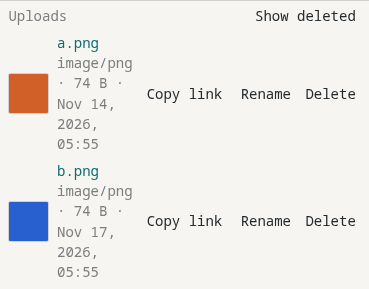 Uploads Show deleted
a.png
image/png
· 74 B ·
Nov 14,
2026,
05:55
Copy link Rename Delete
b.png
image/png
· 74 B ·
Nov 17,
2026,
05:55
Copy link Rename Delete